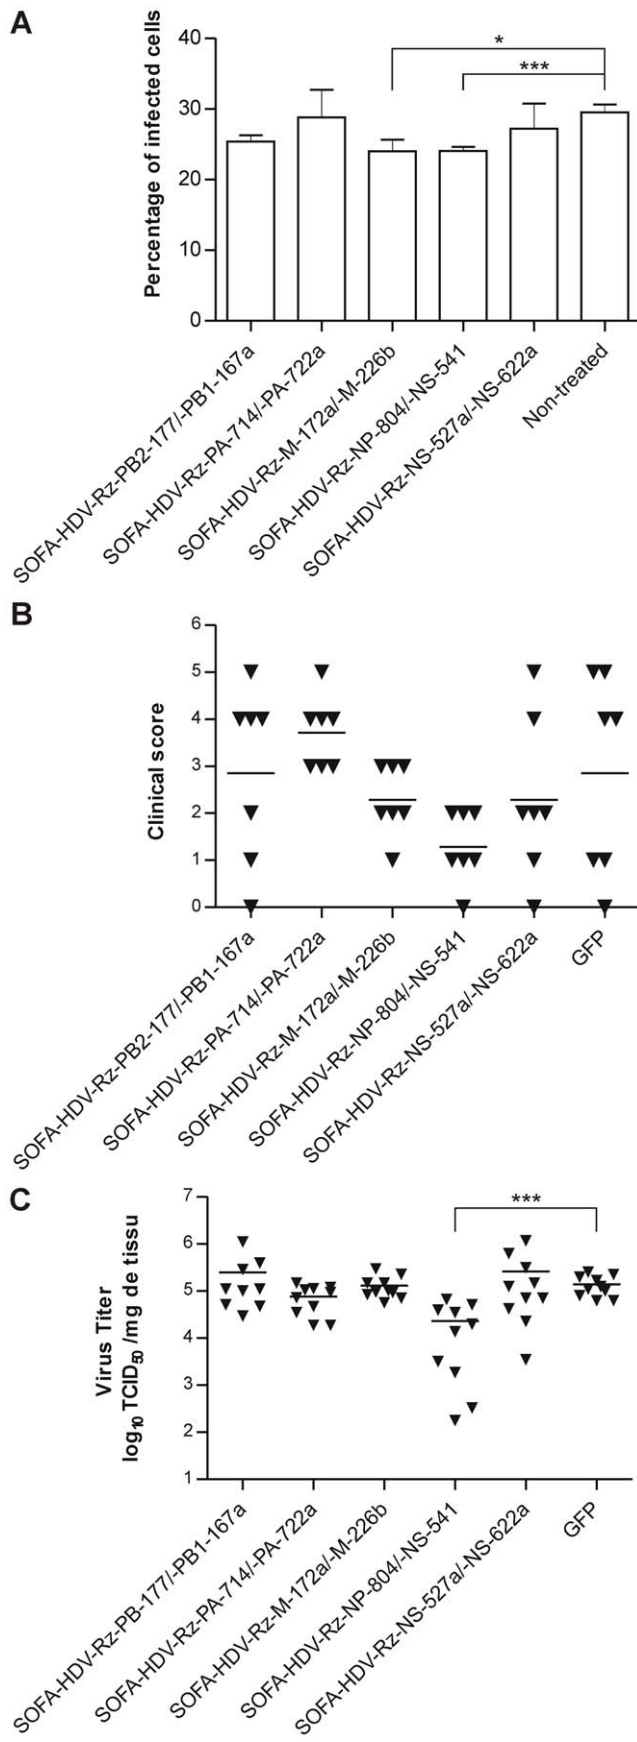 A
Percentage of infected cells
40
30
20
10
0
*
***
SOFA-HDV-Rz-PB2-177/-PB1-167a
SOFA-HDV-Rz-PA-714/-PA-722a
SOFA-HDV-Rz-M-172a/-M-226b
SOFA-HDV-Rz-NP-804/-NS-541
SOFA-HDV-Rz-NS-527a/-NS-622a
Non-treated
B
Clinical score
6
5
4
3
2
1
0
SOFA-HDV-Rz-PB2-177/-PB1-167a
SOFA-HDV-Rz-PA-714/-PA-722a
SOFA-HDV-Rz-M-172a/-M-226b
SOFA-HDV-Rz-NP-804/-NS-541
SOFA-HDV-Rz-NS-527a/-NS-622a
GFP
C
Virus Titer
log₁₀ TCID₅₀ /mg de tissu
7
6
5
4
3
2
1
***
SOFA-HDV-Rz-PB-177/-PB1-167a
SOFA-HDV-Rz-PA-714/-PA-722a
SOFA-HDV-Rz-M-172a/-M-226b
SOFA-HDV-Rz-NP-804/-NS-541
SOFA-HDV-Rz-NS-527a/-NS-622a
GFP